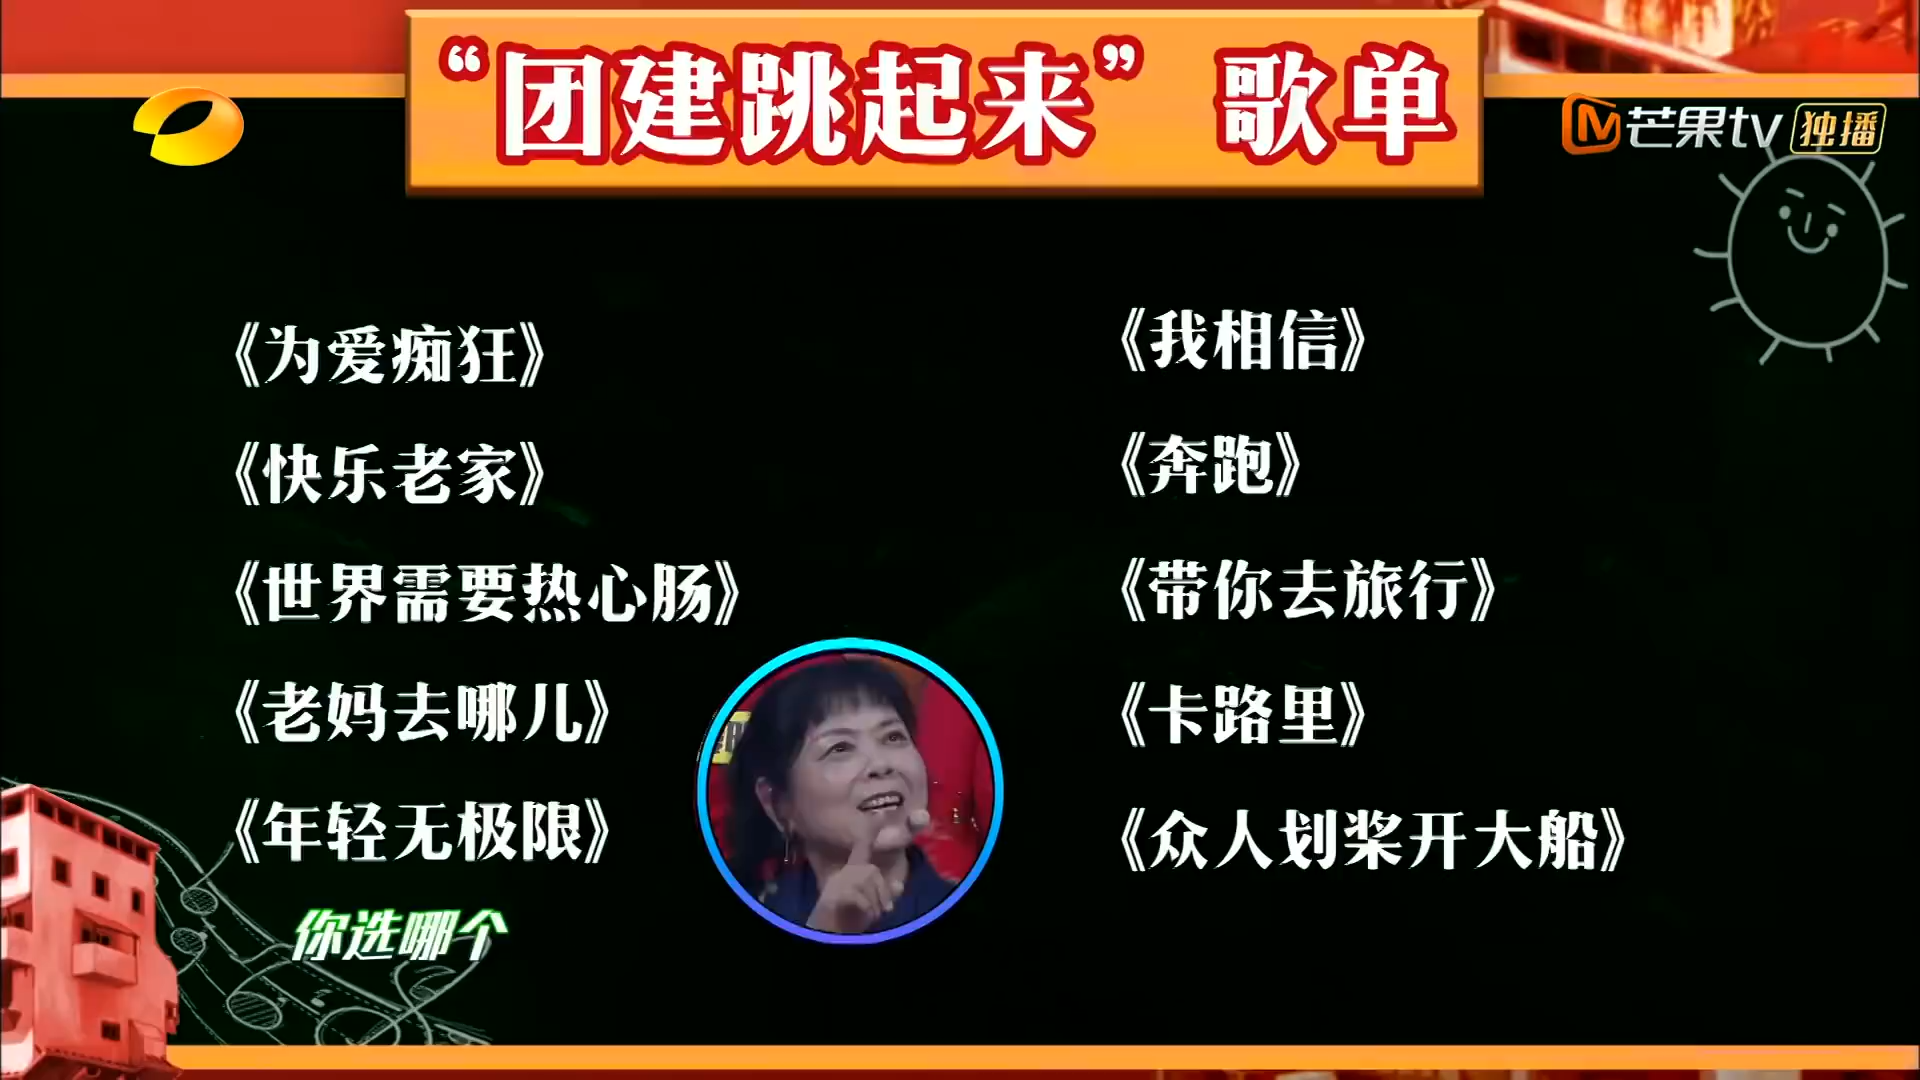 “团建跳起来” 歌单
芒果tv 独播
《为爱痴狂》
《快乐老家》
《世界需要热心肠》
《老妈去哪儿》
《年轻无极限》
你选哪个
《我相信》
《奔跑》
《带你去旅行》
《卡路里》
《众人划桨开大船》